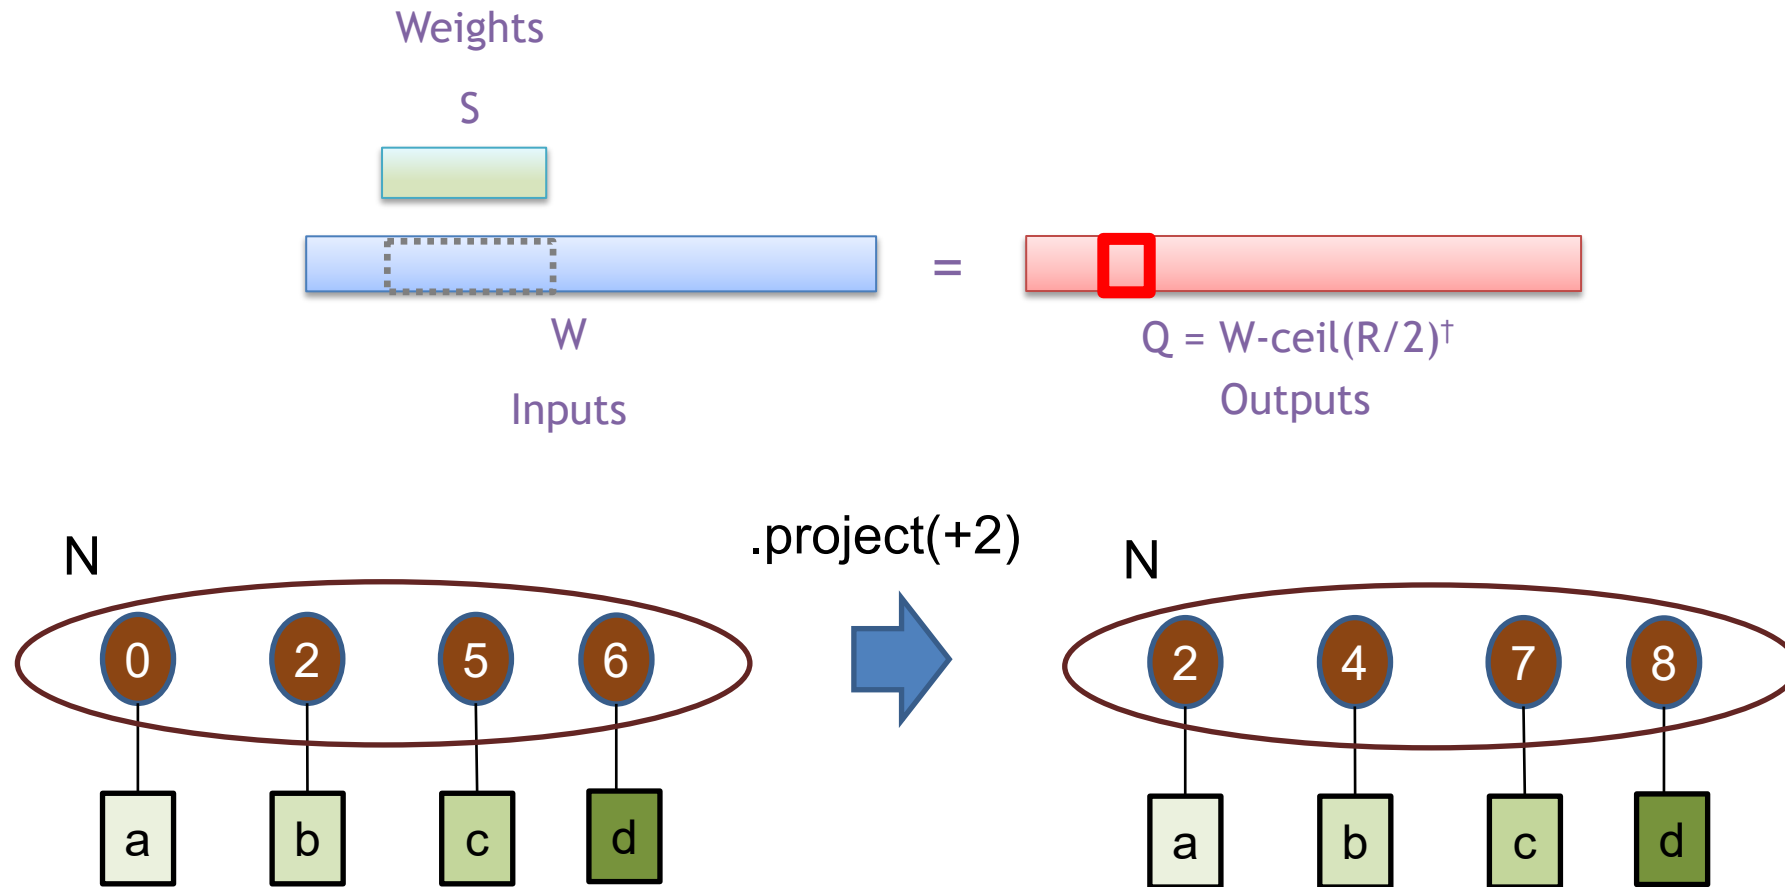 Weights
S
=
W
Q = W-ceil(R/2)†
Inputs
Outputs
.project(+2)
N
N
0 2 5 6
2 4 7 8
a b c d
a b c d